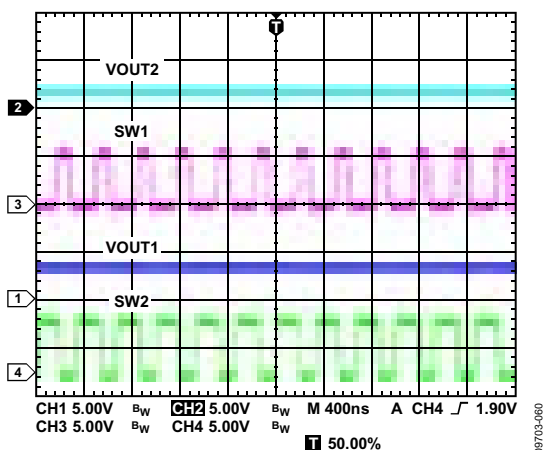 T
VOUT2
2
SW1
3
VOUT1
1
SW2
4
CH1 5.00V BW CH2 5.00V BW M 400ns A CH4 1.90V
CH3 5.00V BW CH4 5.00V BW
T 50.00%
09703-060